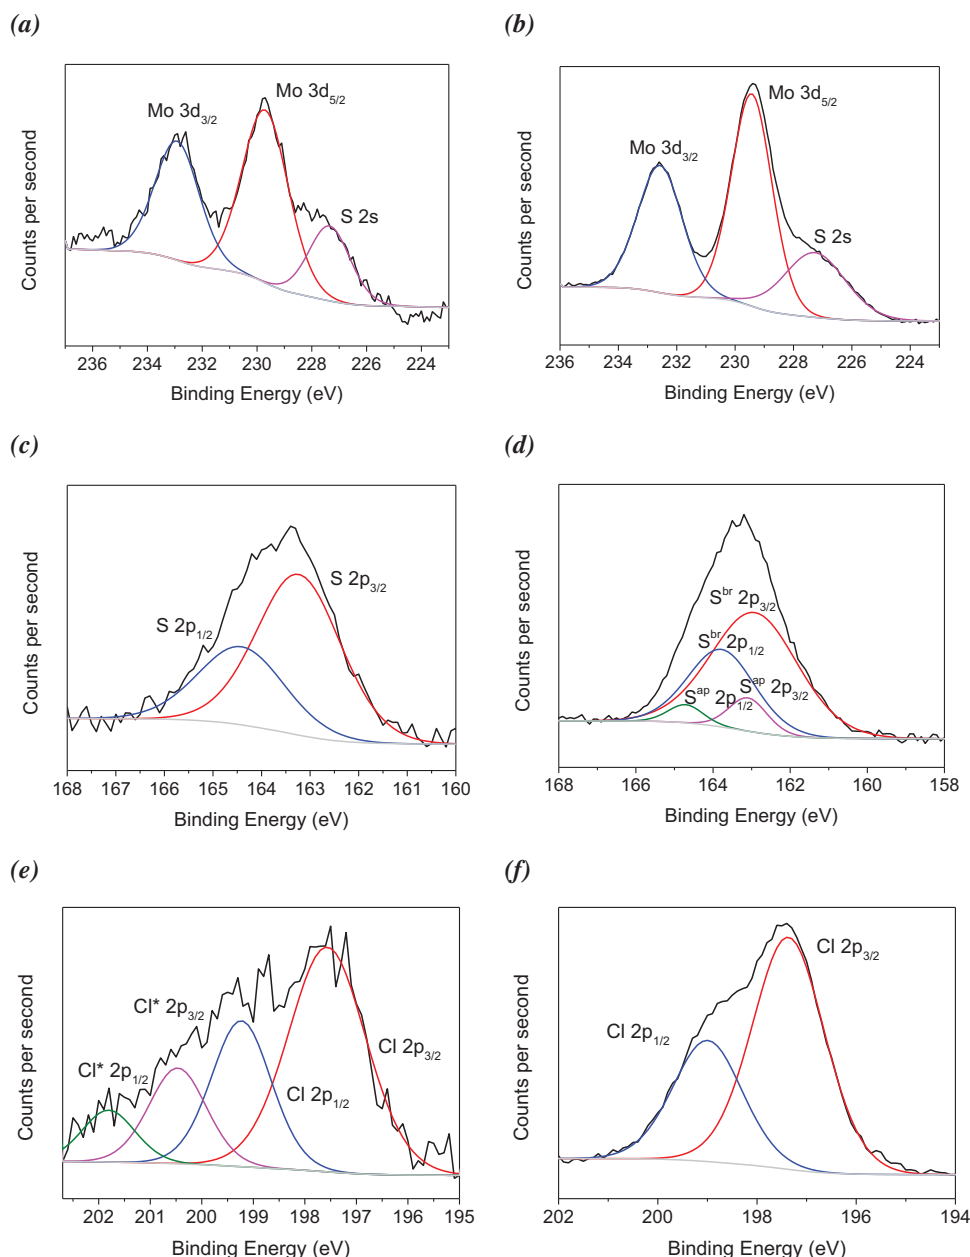 (a)
Mo 3d3/2
Mo 3d5/2
S 2s
Counts per second
236 234 232 230 228 226 224
Binding Energy (eV)
(b)
Mo 3d5/2
Mo 3d3/2
S 2s
Counts per second
236 234 232 230 228 226 224
Binding Energy (eV)
(c)
S 2p3/2
S 2p1/2
Counts per second
168 167 166 165 164 163 162 161 160
Binding Energy (eV)
(d)
Sbr 2p3/2
Sbr 2p1/2
Sap 2p3/2
Sap 2p1/2
Counts per second
168 166 164 162 160 158
Binding Energy (eV)
(e)
Cl* 2p3/2
Cl* 2p1/2
Cl 2p3/2
Cl 2p1/2
Counts per second
202 201 200 199 198 197 196 195
Binding Energy (eV)
(f)
Cl 2p3/2
Cl 2p1/2
Counts per second
202 200 198 196 194
Binding Energy (eV)